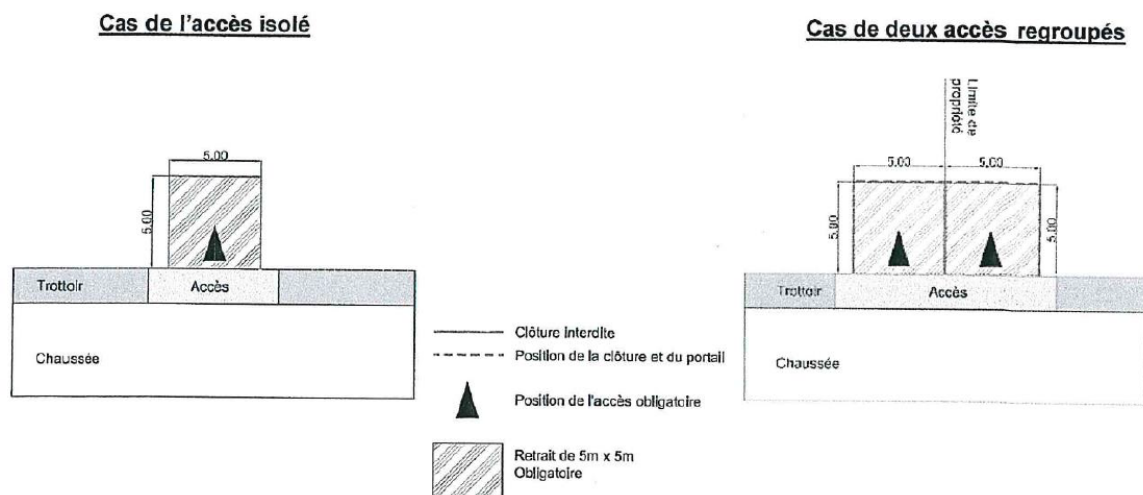 Cas de l'accès isolé
5.00
5.00
Trottoir
Accès
Chaussée
Cas de deux accès regroupés
Limite de
propriété
5.00
5.00
5.00
5.00
Trottoir
Accès
Chaussée
Clôture interdite
Position de la clôture et du portail
Position de l'accès obligatoire
Retrait de 5m x 5m
Obligatoire